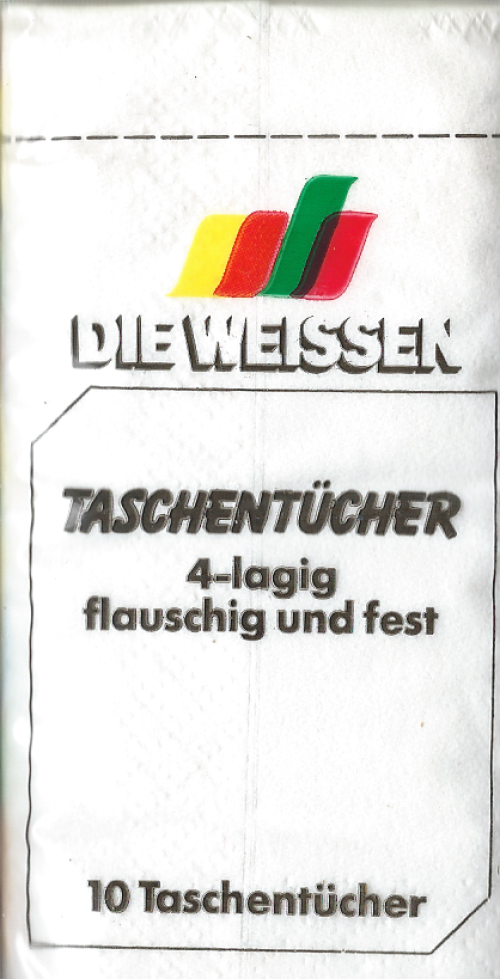 DIE WEISSEN
TASCHENTÜCHER
4-lagig
flauschig und fest
10 Taschentücher